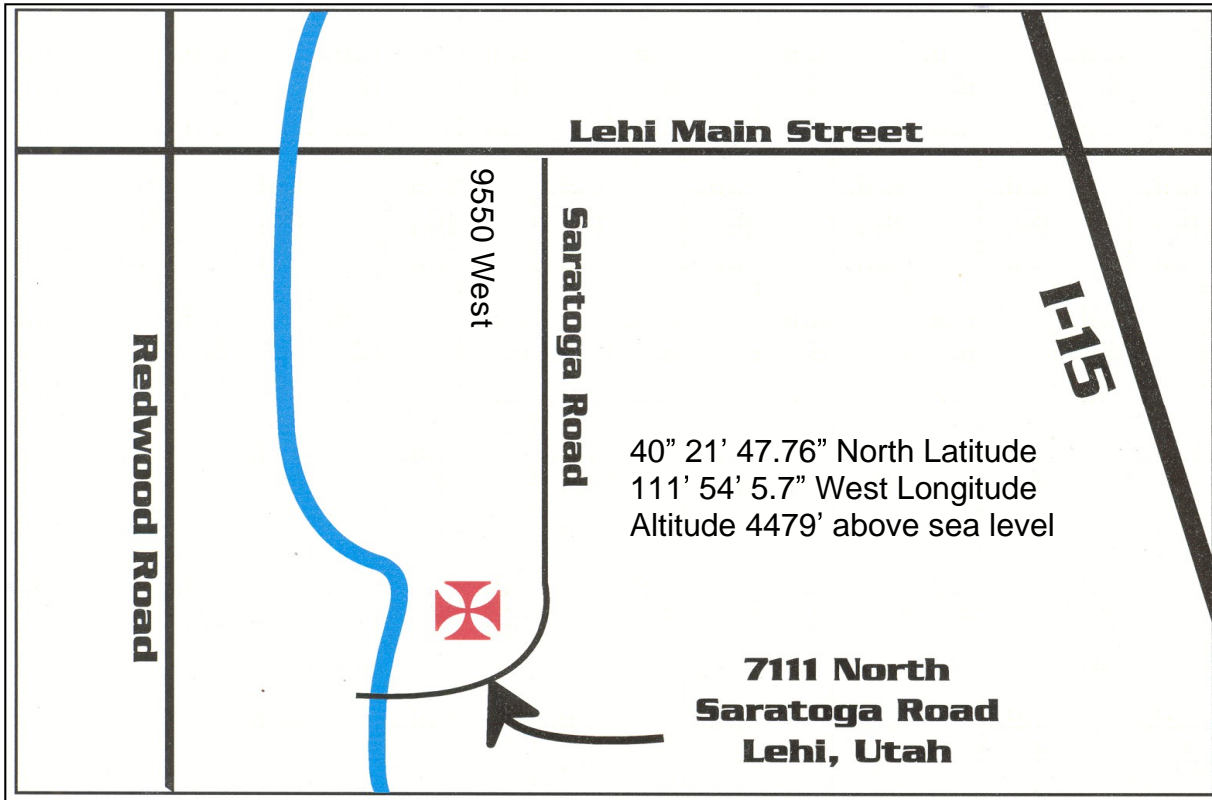 Lehi Main Street
9550 West
Saratoga Road
I-15
Redwood Road
40” 21’ 47.76” North Latitude
111’ 54’ 5.7” West Longitude
Altitude 4479’ above sea level
7111 North
Saratoga Road
Lehi, Utah